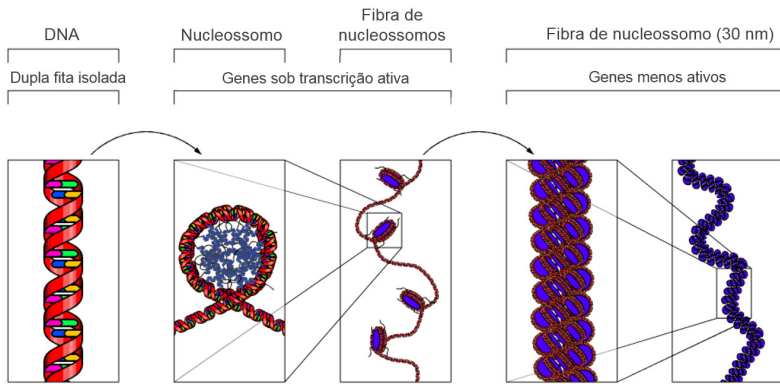 DNA
Nucleossomo
Fibra de
nucleossomos
Fibra de nucleossomo (30 nm)
Dupla fita isolada
Genes sob transcrição ativa
Genes menos ativos